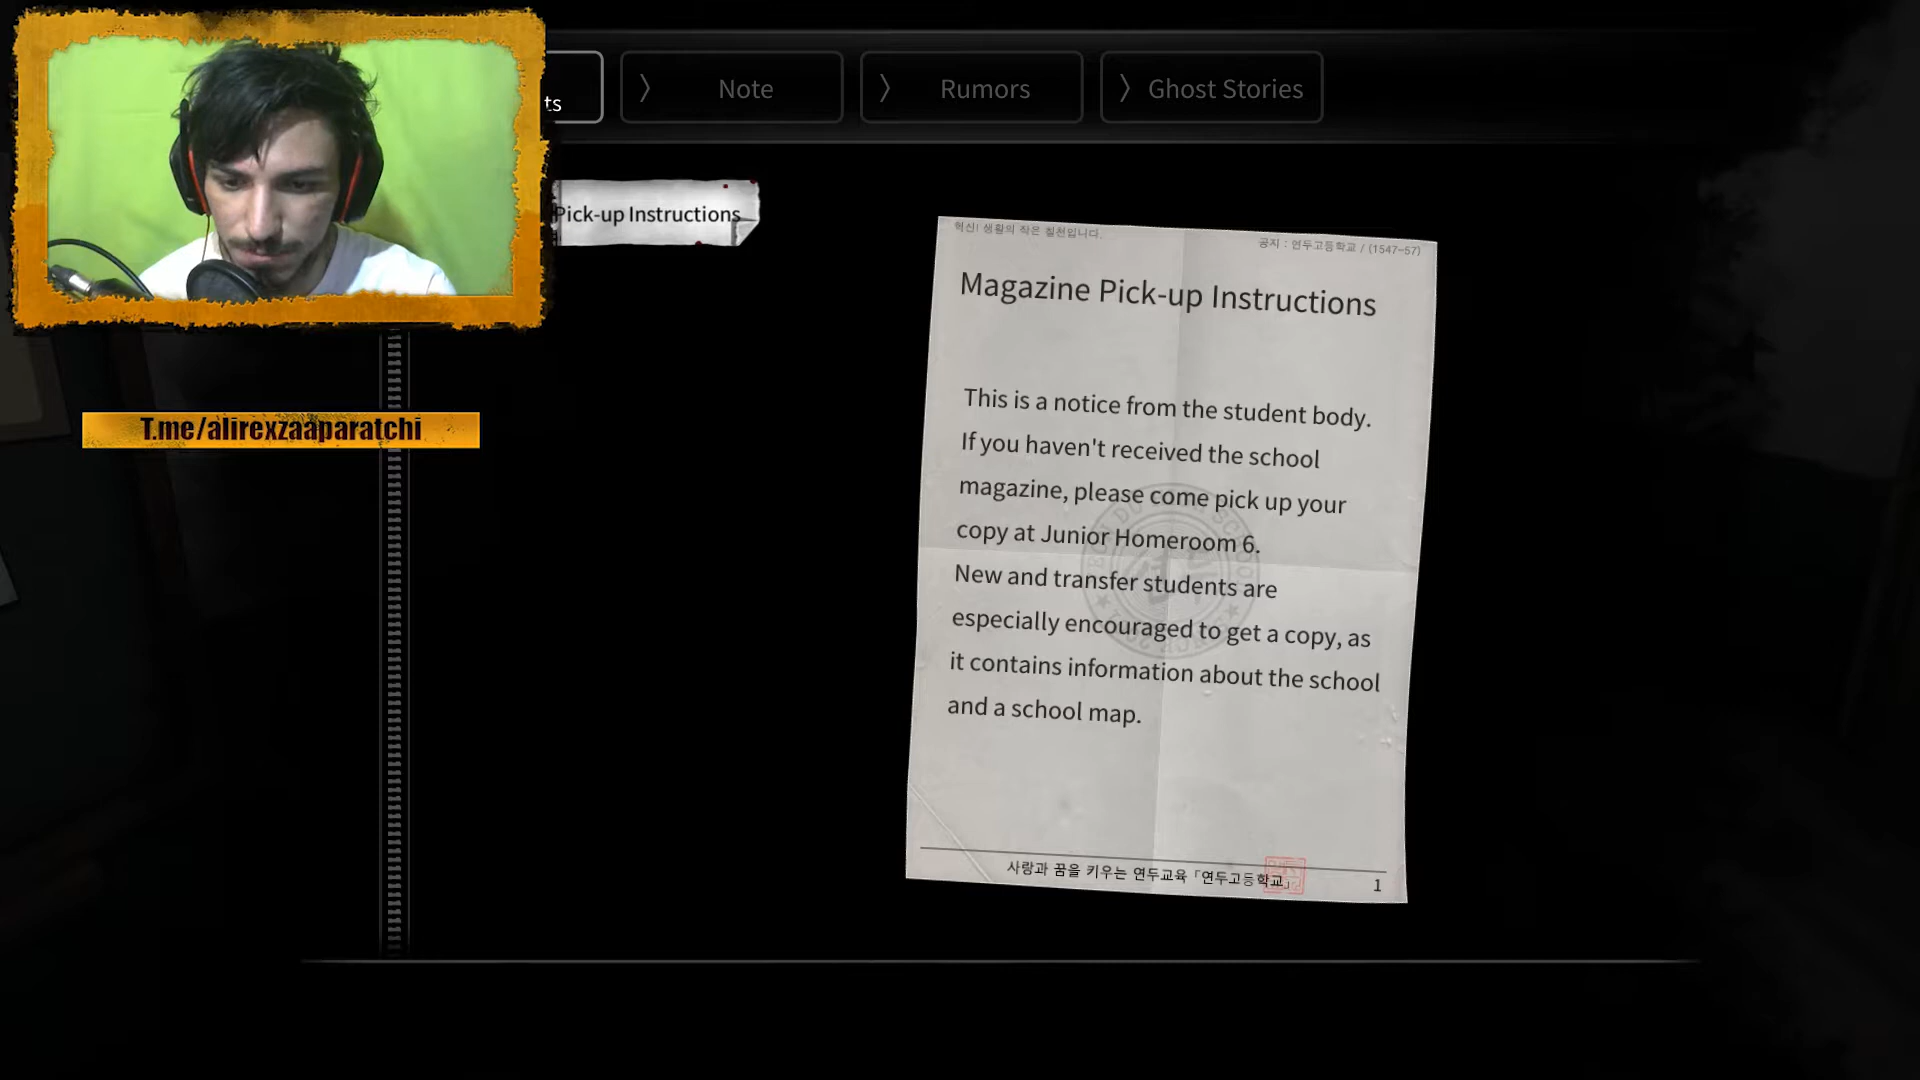 ts
Note
Rumors
Ghost Stories
Pick-up Instructions
T.me/alirexzaaparatchi
혁신! 생활의 작은 실천입니다.
공지 : 연두고등학교 / (1547-57)
Magazine Pick-up Instructions
This is a notice from the student body.
If you haven't received the school
magazine, please come pick up your
copy at Junior Homeroom 6.
New and transfer students are
especially encouraged to get a copy, as
it contains information about the school
and a school map.
사랑과 꿈을 키우는 연두교육 「연두고등학교」
1